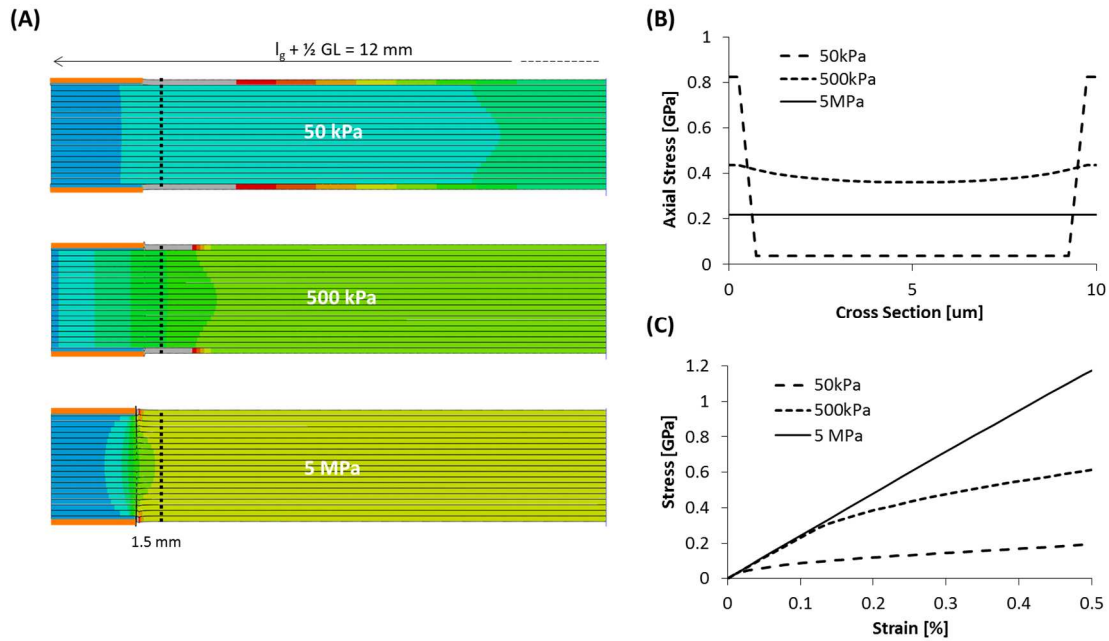 (A)
l_g + ½ GL = 12 mm
50 kPa
500 kPa
5 MPa
1.5 mm
(B)
Axial Stress [GPa]
1
0.8
0.6
0.4
0.2
0
50kPa
500kPa
5MPa
0
5
10
Cross Section [um]
(C)
Stress [GPa]
1.2
1
0.8
0.6
0.4
0.2
0
50kPa
500kPa
5 MPa
0
0.1
0.2
0.3
0.4
0.5
Strain [%]